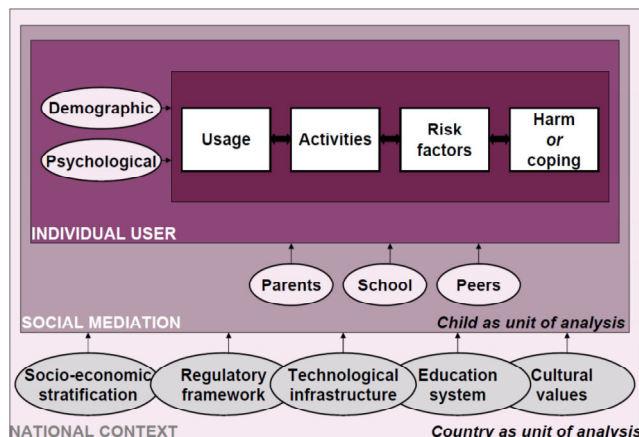 Demographic
Psychological
Usage
Activities
Risk
factors
Harm
or
coping
INDIVIDUAL USER
Parents
School
Peers
SOCIAL MEDIATION
Child as unit of analysis
Socio-economic
stratification
Regulatory
framework
Technological
infrastructure
Education
system
Cultural
values
NATIONAL CONTEXT
Country as unit of analysis